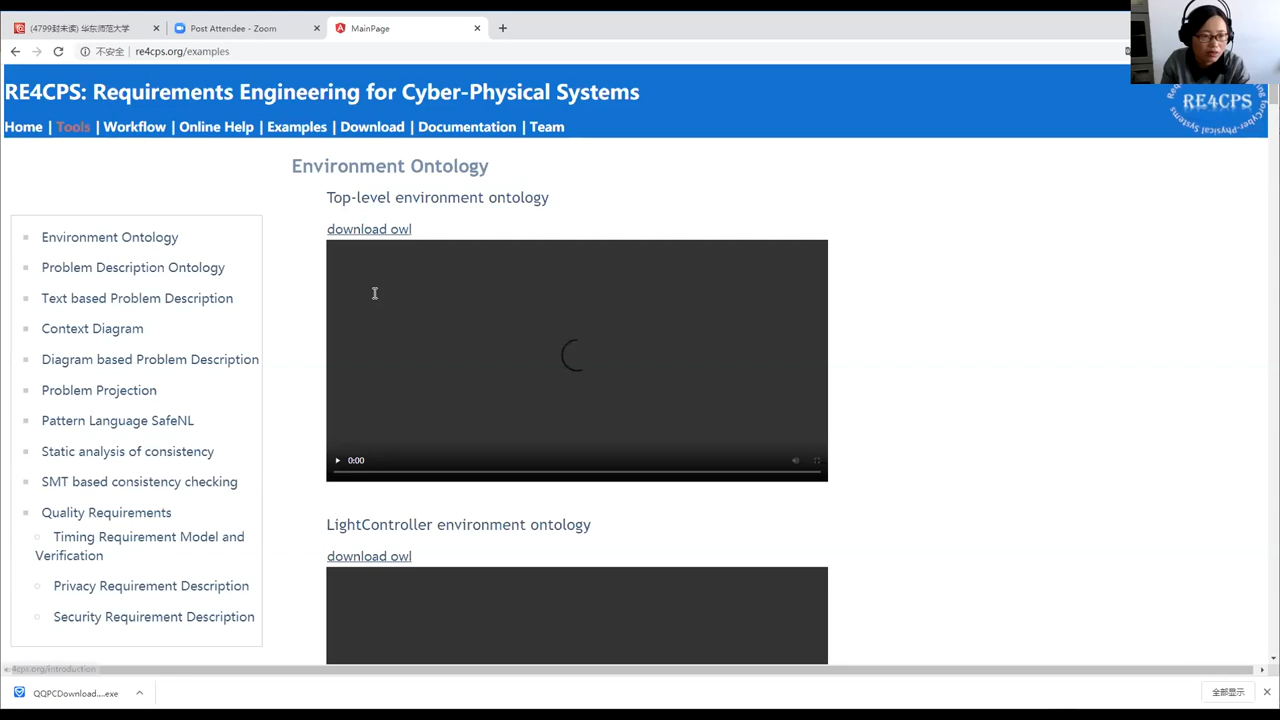 (4799封未读) 华东师范大学
Post Attendee - Zoom
MainPage
不安全 | re4cps.org/examples
RE4CPS: Requirements Engineering for Cyber-Physical Systems
RE4CPS
Home | Tools | Workflow | Online Help | Examples | Download | Documentation | Team
Environment Ontology
Top-level environment ontology
download owl
Environment Ontology
Problem Description Ontology
Text based Problem Description
Context Diagram
Diagram based Problem Description
Problem Projection
Pattern Language SafeNL
Static analysis of consistency
SMT based consistency checking
Quality Requirements
Timing Requirement Model and
Verification
Privacy Requirement Description
Security Requirement Description
0:00
LightController environment ontology
download owl
4cps.org/introduction
QQPCDownload....exe
全部显示